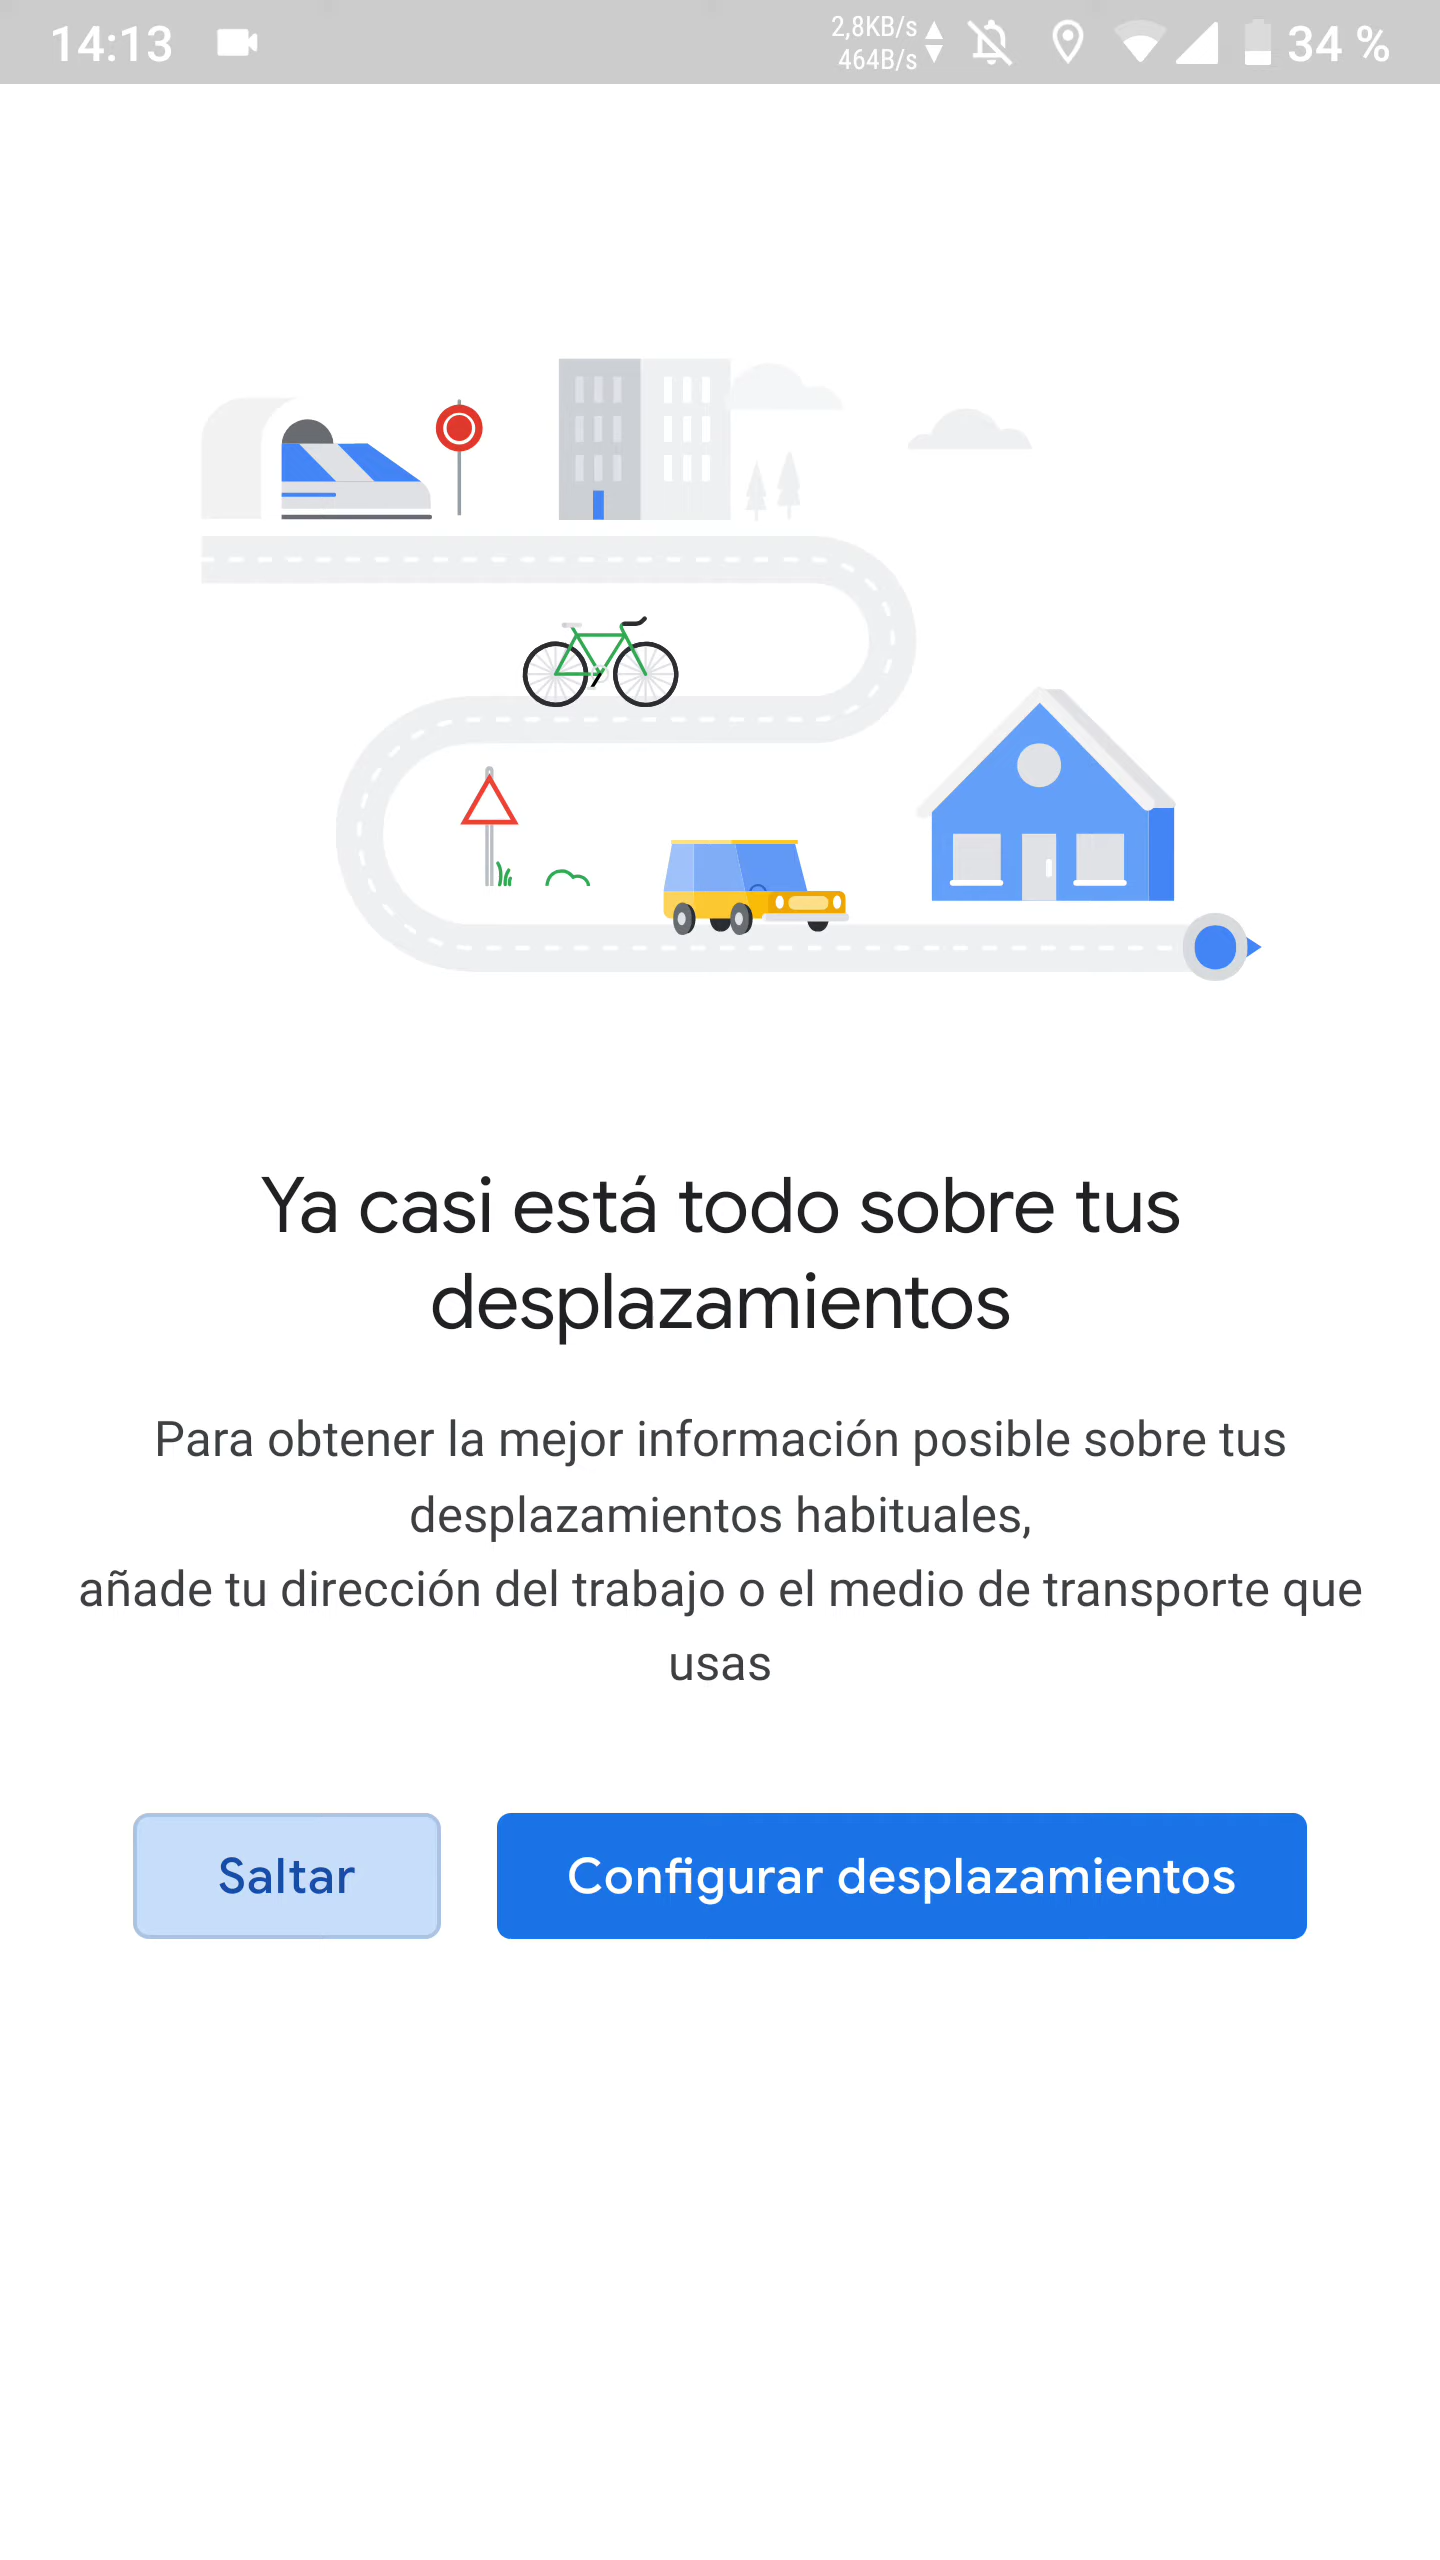 14:13
2,8KB/s
464B/s
34 %
Ya casi está todo sobre tus
desplazamientos
Para obtener la mejor información posible sobre tus
desplazamientos habituales,
añade tu dirección del trabajo o el medio de transporte que
usas
Saltar
Configurar desplazamientos